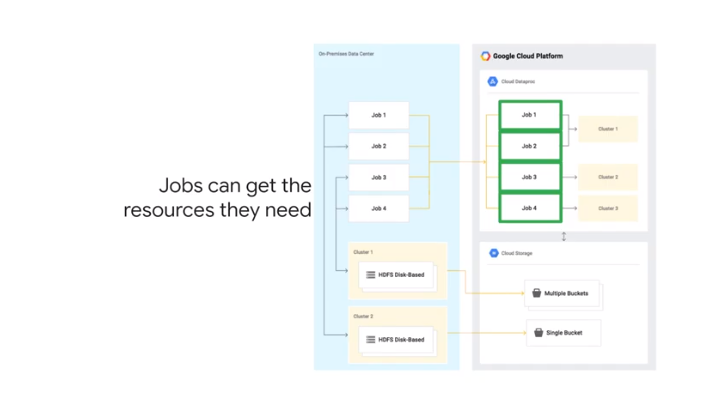 Jobs can get the
resources they need
On-Premises Data Center
Job 1
Job 2
Job 3
Job 4
Cluster 1
HDFS Disk-Based
Cluster 2
HDFS Disk-Based
Google Cloud Platform
Cloud Dataproc
Job 1
Job 2
Job 3
Job 4
Cluster 1
Cluster 2
Cluster 3
Cloud Storage
Multiple Buckets
Single Bucket